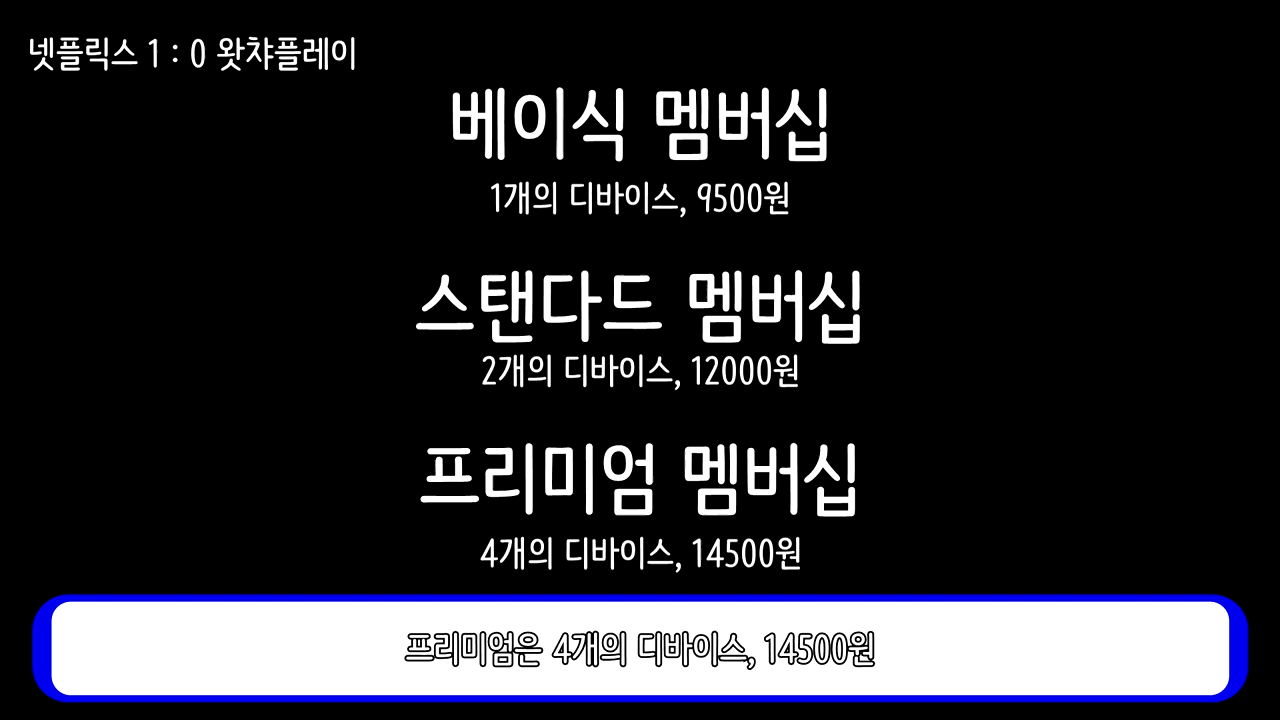 넷플릭스 1 : 0 왓챠플레이
베이식 멤버십
1개의 디바이스, 9500원
스탠다드 멤버십
2개의 디바이스, 12000원
프리미엄 멤버십
4개의 디바이스, 14500원
프리미엄은 4개의 디바이스, 14500원